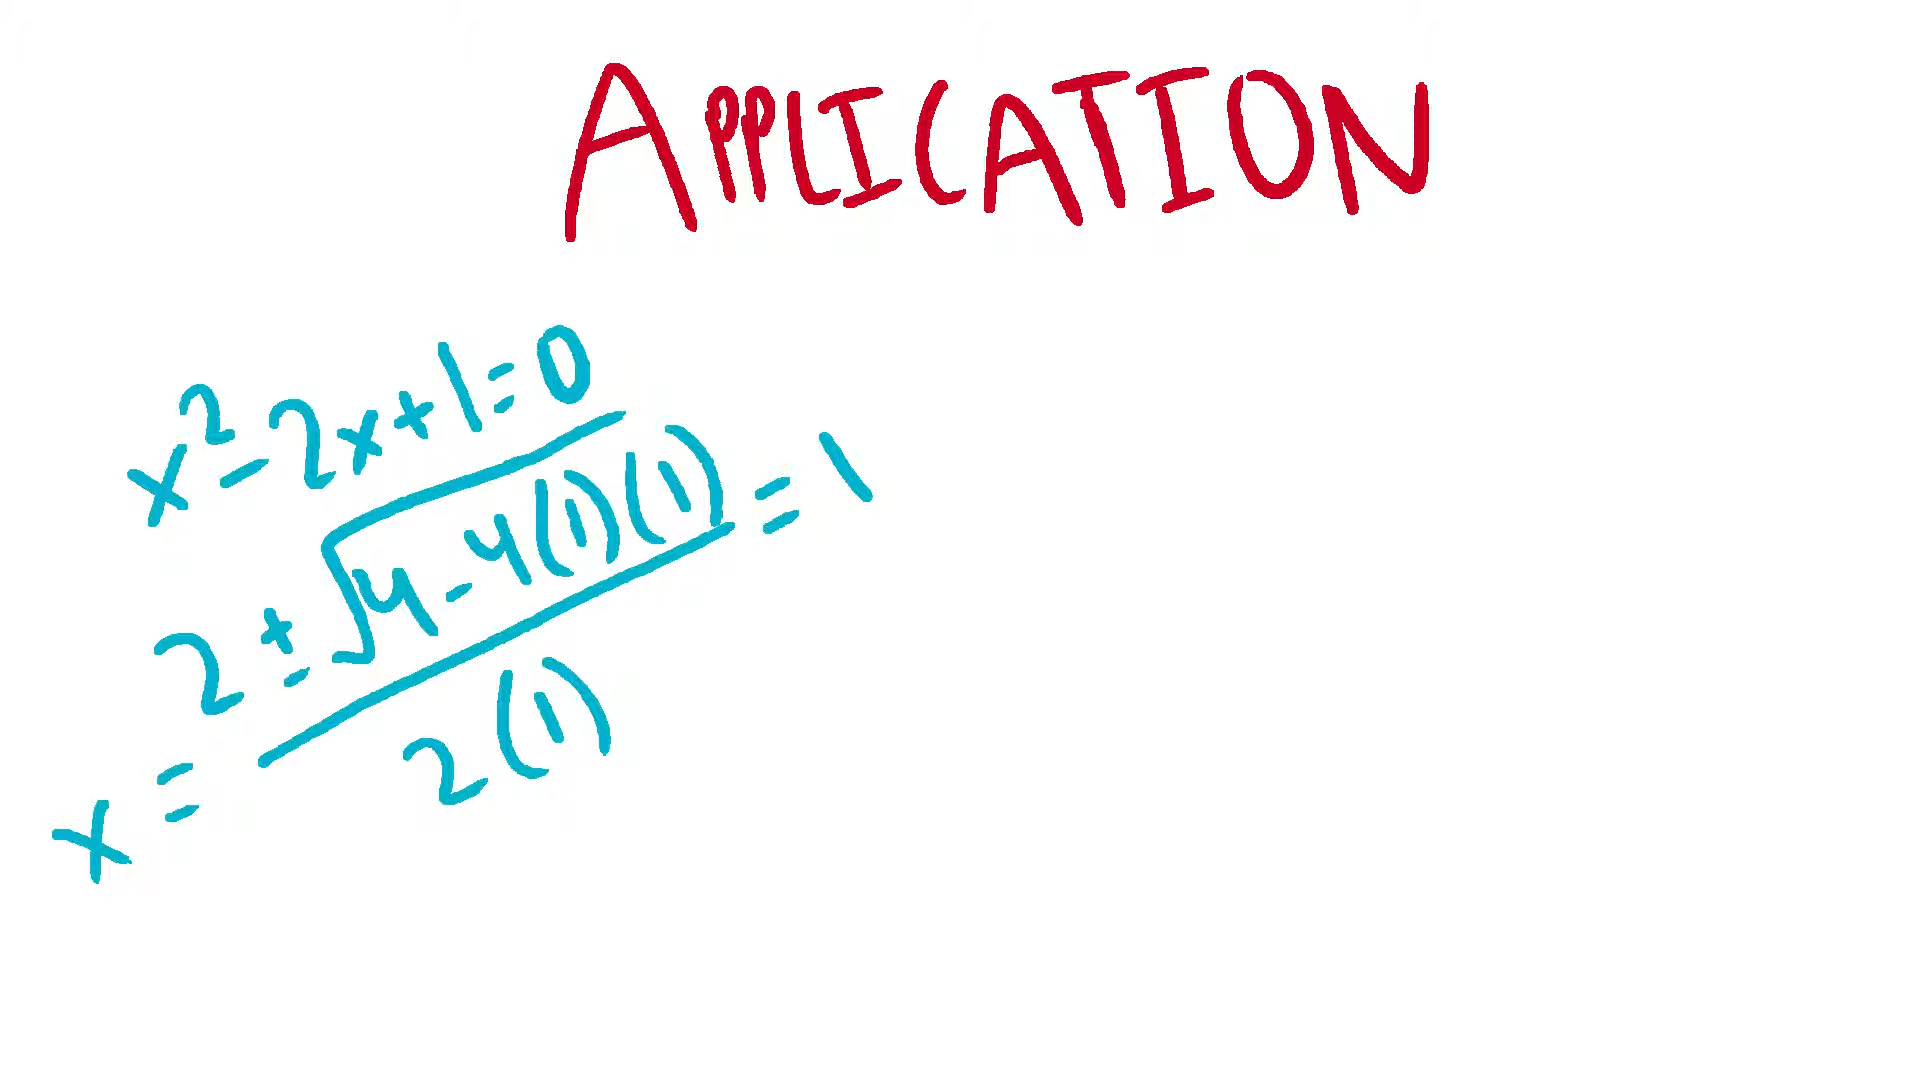 APPLICATION
x²-2x+1=0
x = 2±√4-4(1)(1) / 2(1) = 1